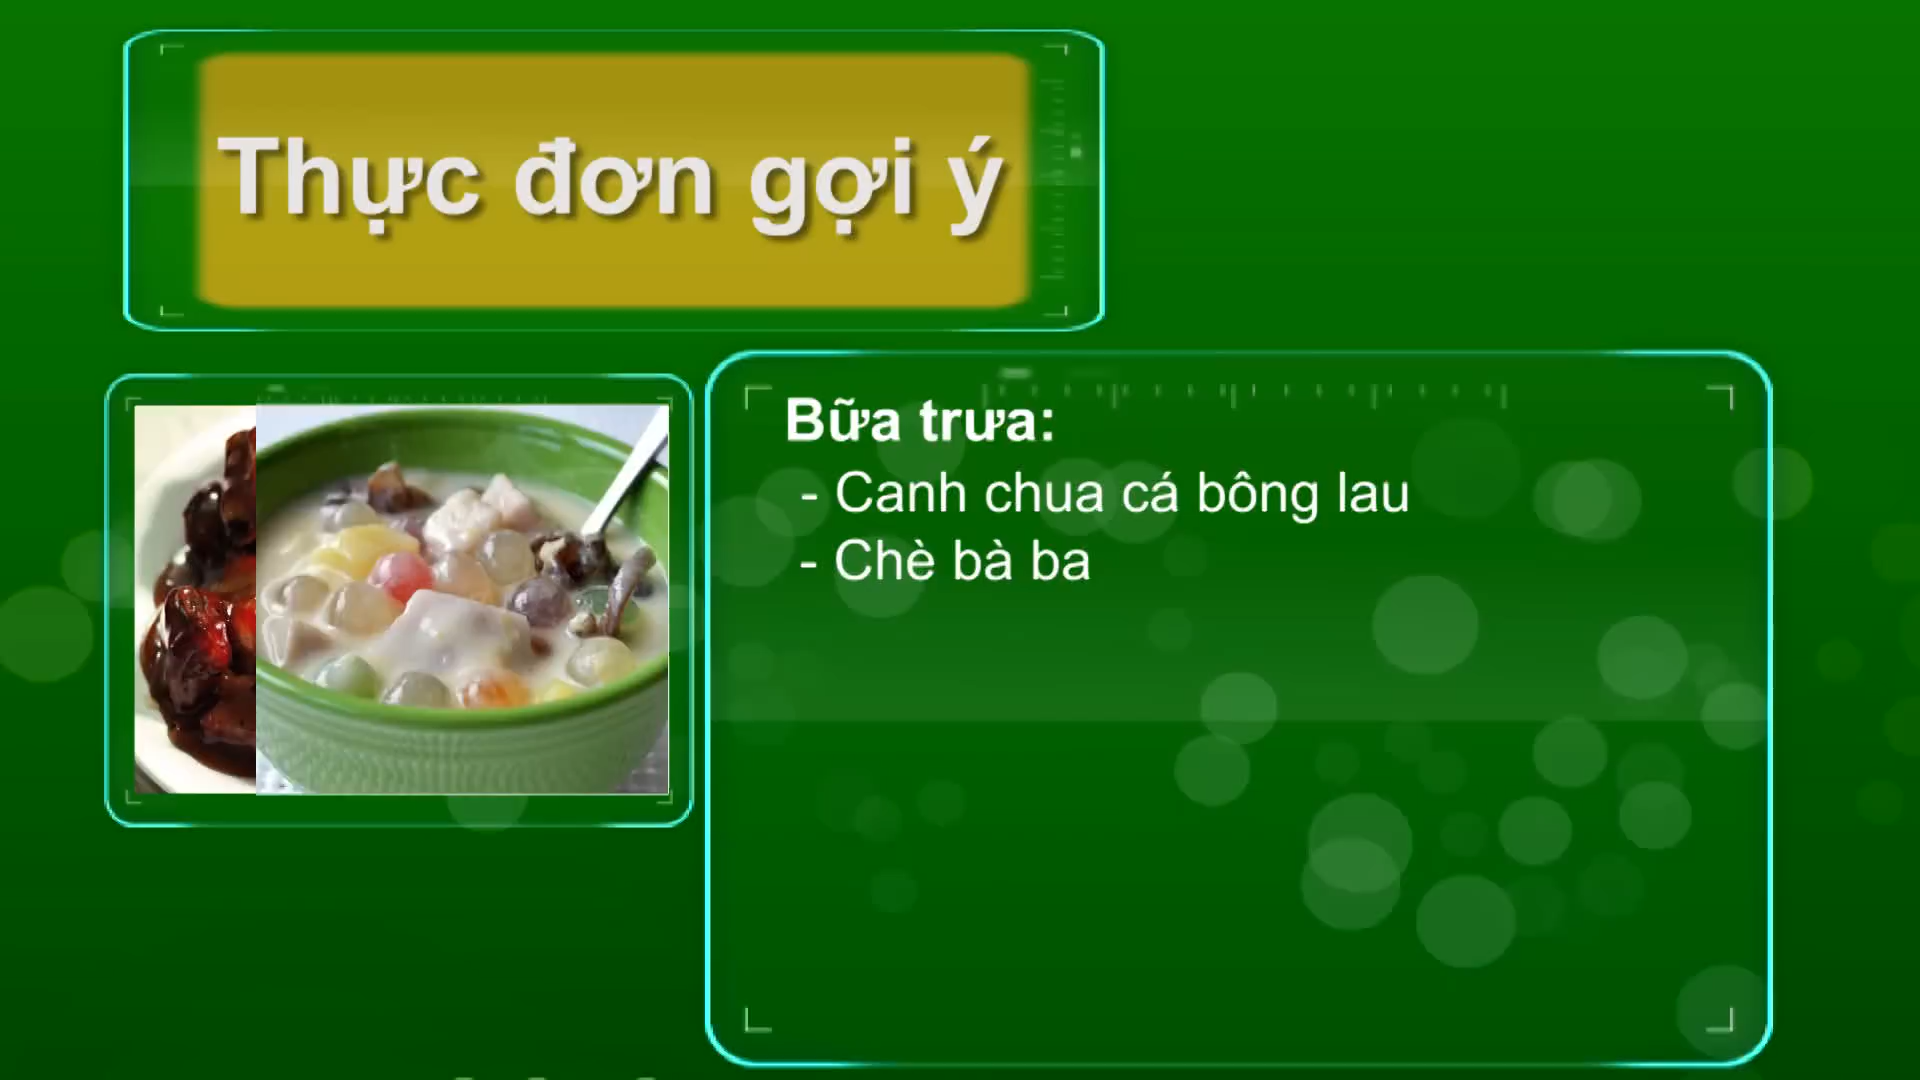 Thực đơn gợi ý
Bữa trưa:
- Canh chua cá bông lau
- Chè bà ba